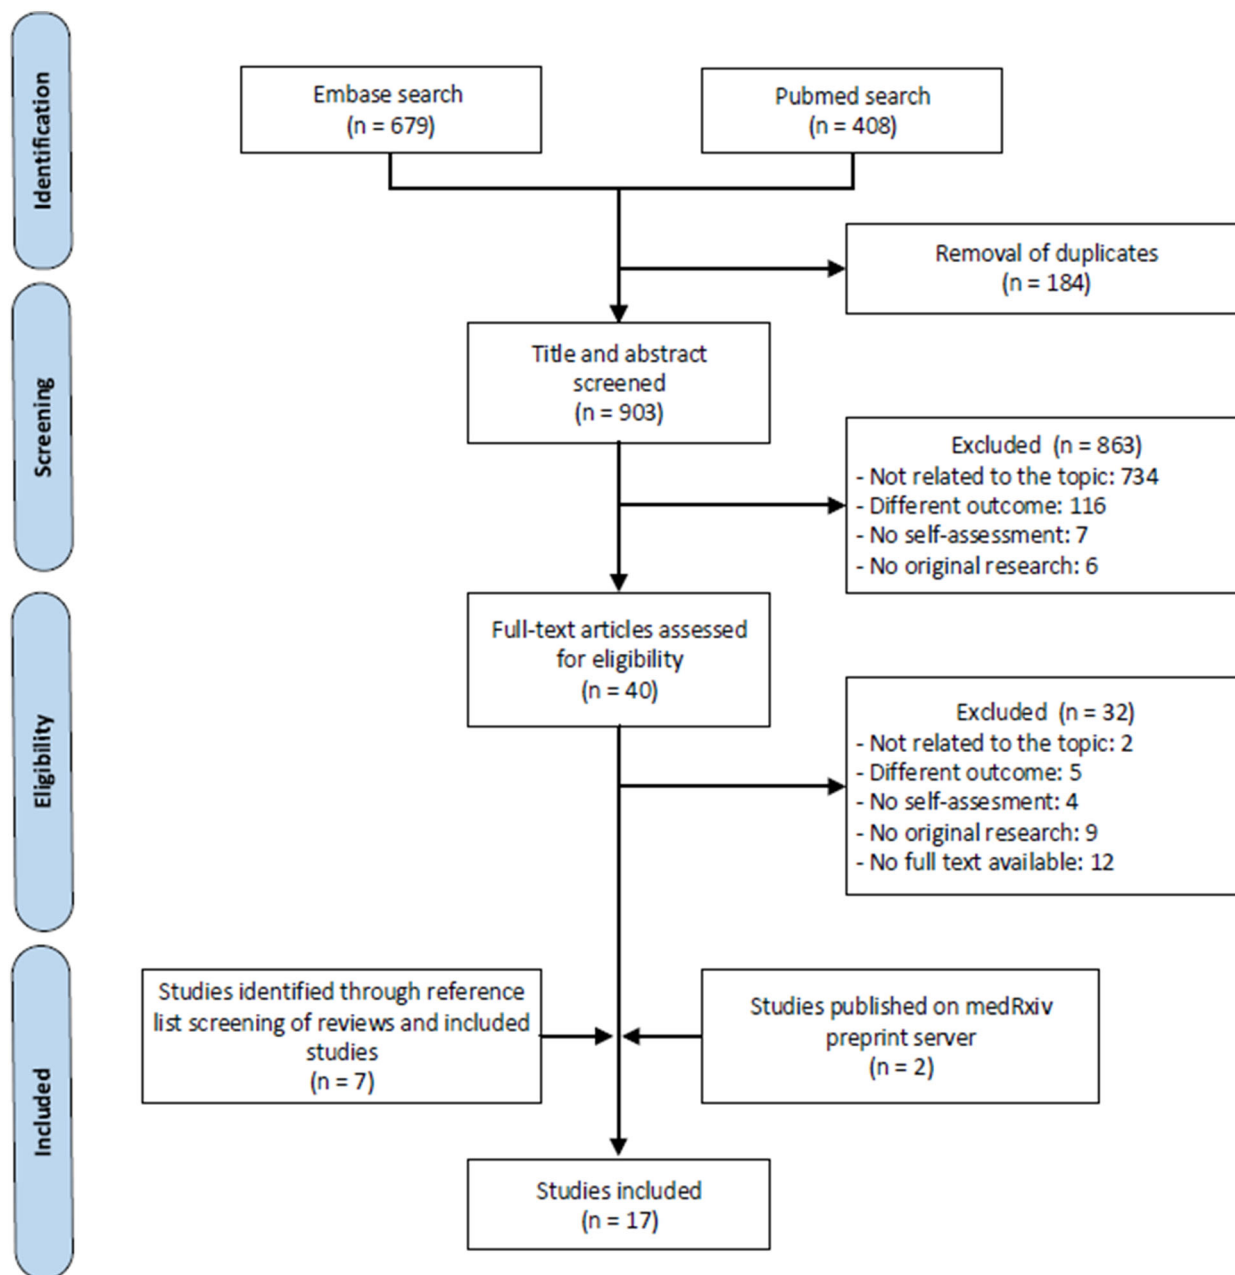 Identification
Embase search
(n = 679)
Pubmed search
(n = 408)
Removal of duplicates
(n = 184)
Screening
Title and abstract
screened
(n = 903)
Excluded (n = 863)
- Not related to the topic: 734
- Different outcome: 116
- No self-assessment: 7
- No original research: 6
Eligibility
Full-text articles assessed
for eligibility
(n = 40)
Excluded (n = 32)
- Not related to the topic: 2
- Different outcome: 5
- No self-assesment: 4
- No original research: 9
- No full text available: 12
Included
Studies identified through reference
list screening of reviews and included
studies
(n = 7)
Studies published on medRxiv
preprint server
(n = 2)
Studies included
(n = 17)